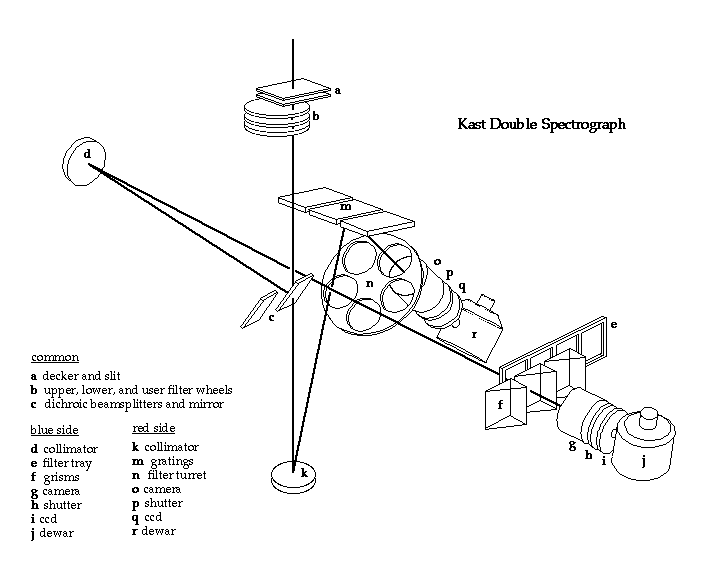 a
b
Kast Double Spectrograph
d
m
o
p
q
n
c
r
e
f
g
h
i
j
k
common
a decker and slit
b upper, lower, and user filter wheels
c dichroic beamsplitters and mirror
blue side
d collimator
e filter tray
f grisms
g camera
h shutter
i ccd
j dewar
red side
k collimator
m gratings
n filter turret
o camera
p shutter
q ccd
r dewar